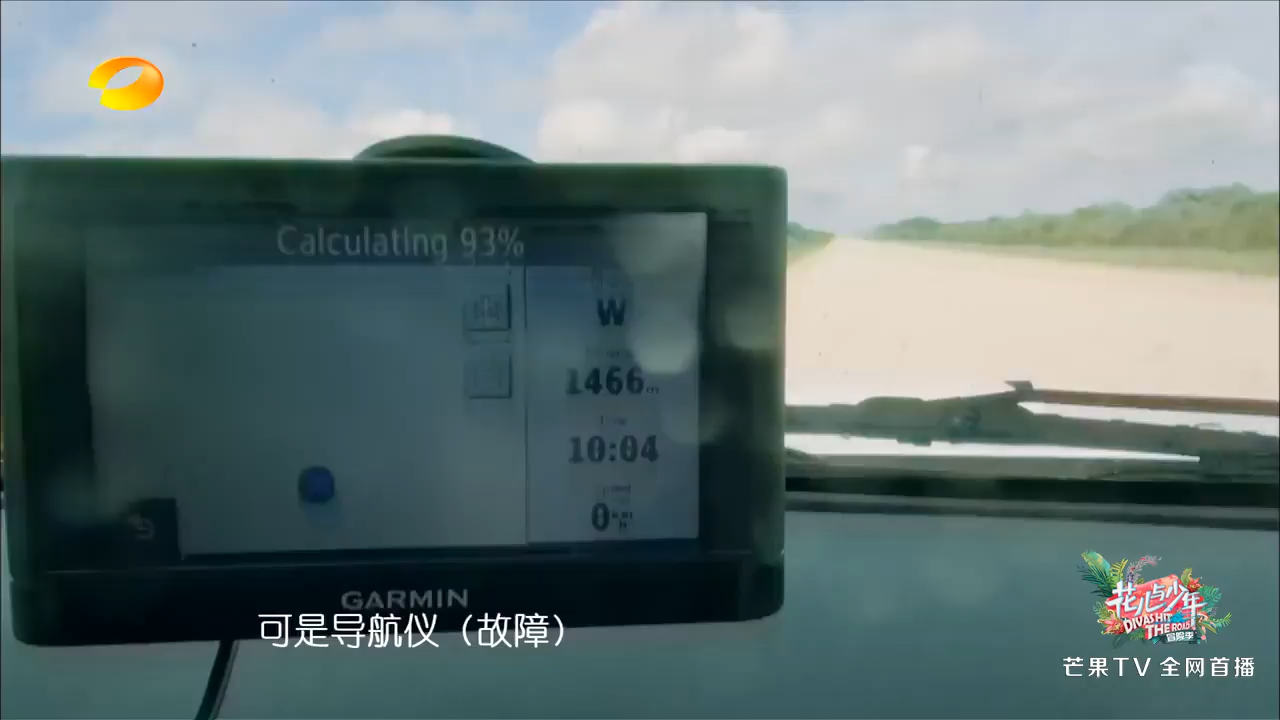 Calculating 93%
W
1466m
10:04
0
GARMIN
可是导航仪（故障）
花儿与少年
DIVAS HIT
THE ROAD
冒险季
芒果TV 全网首播